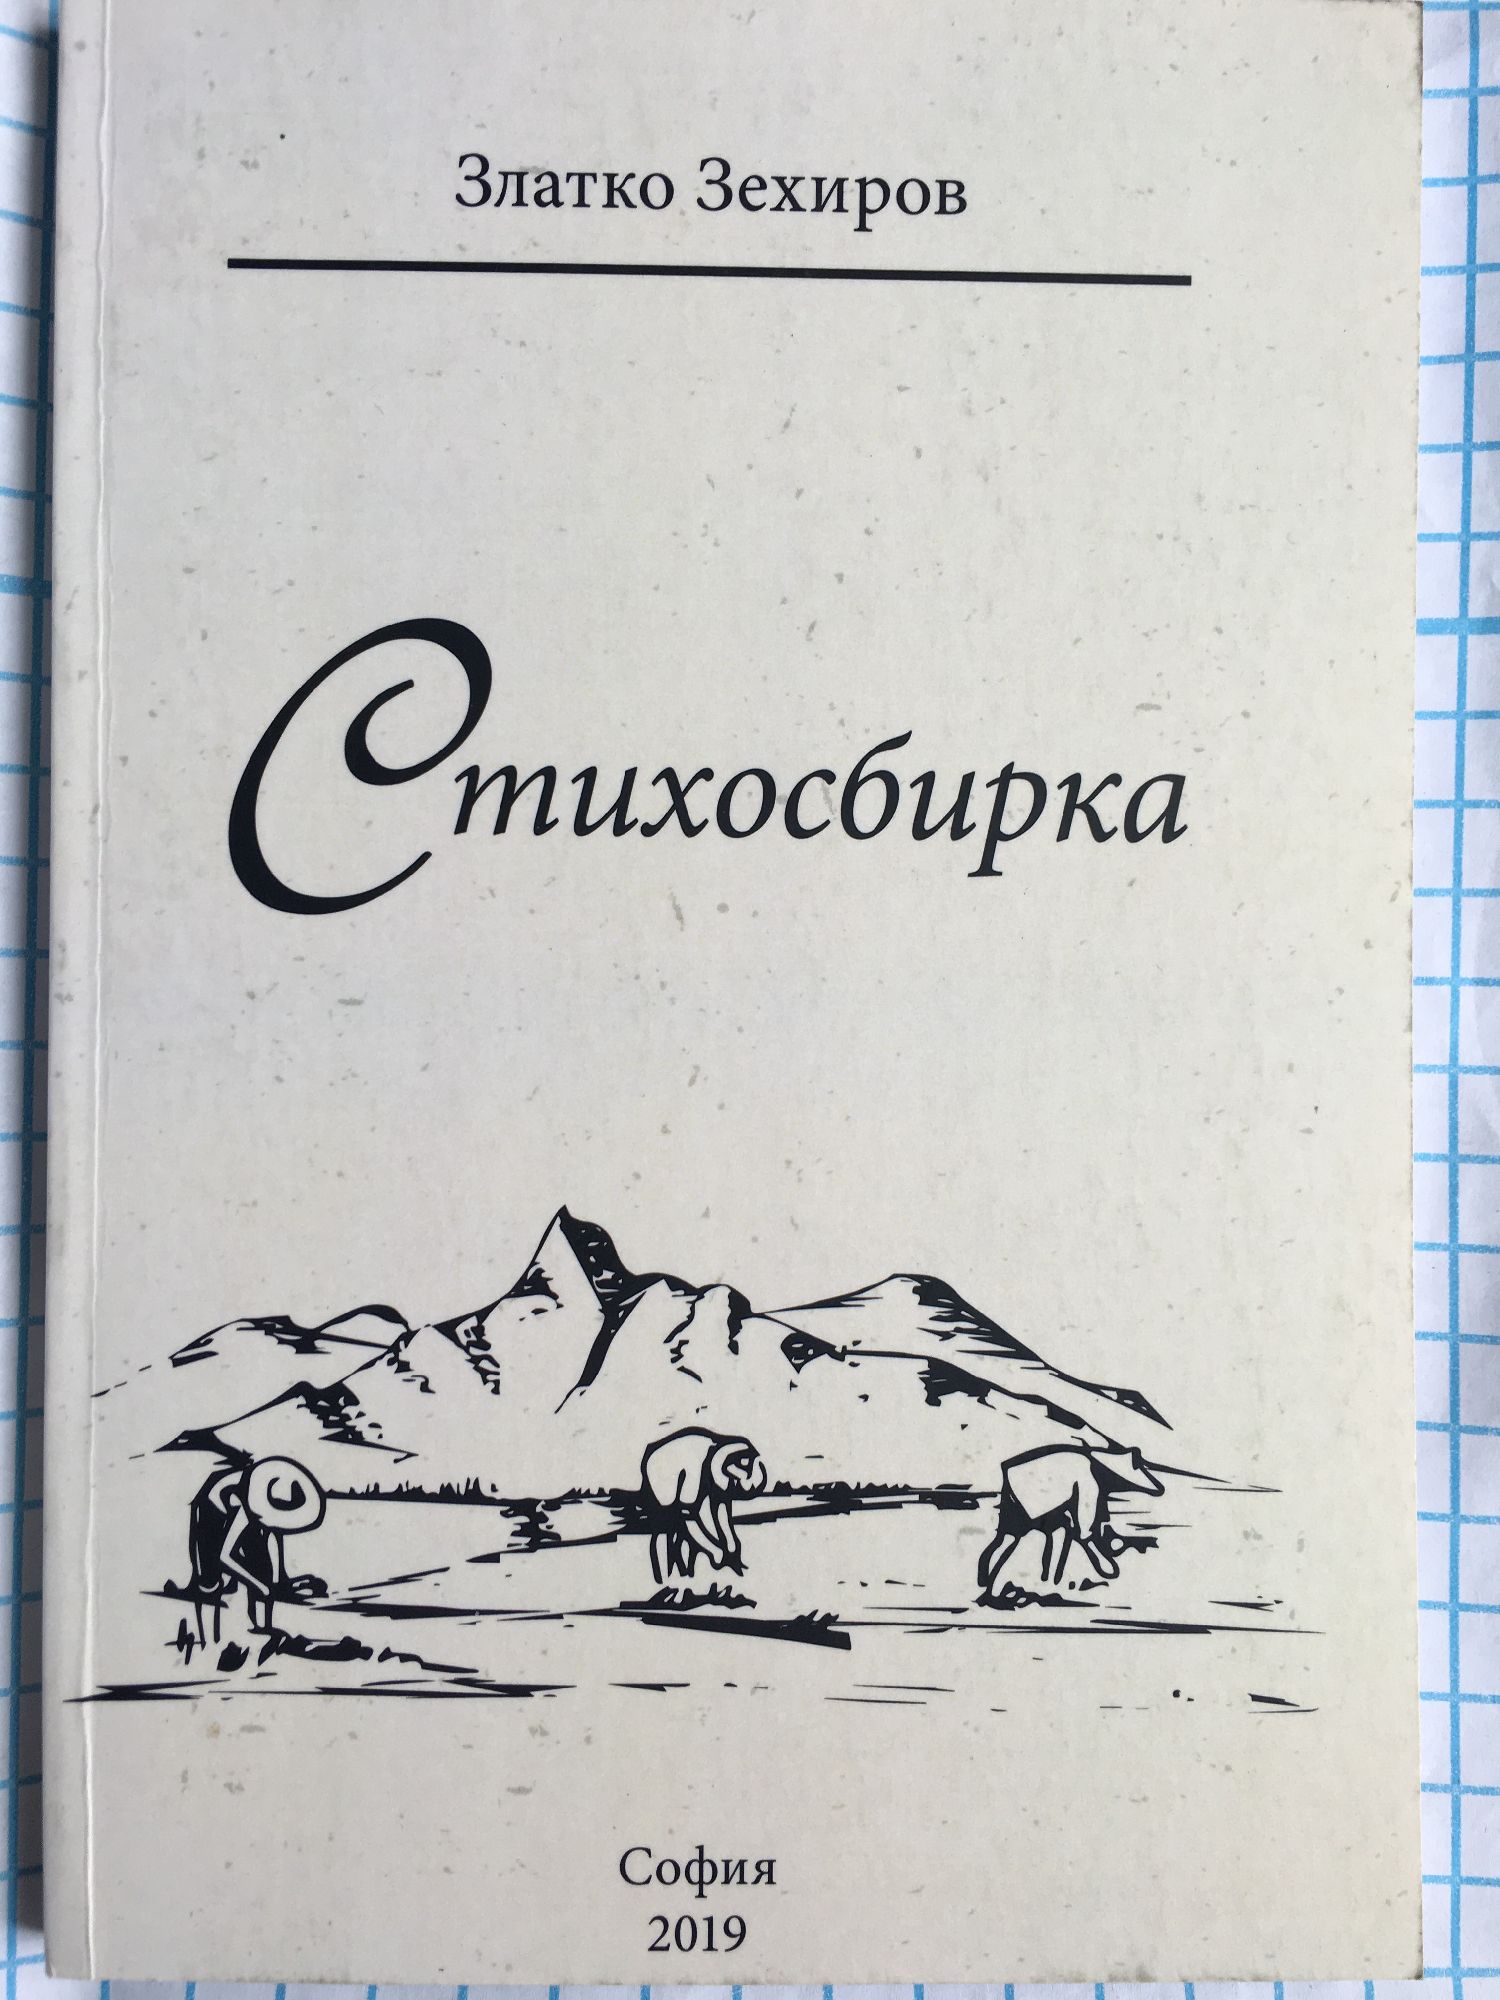 Златко Зехиров
Стихосбирка
София
2019